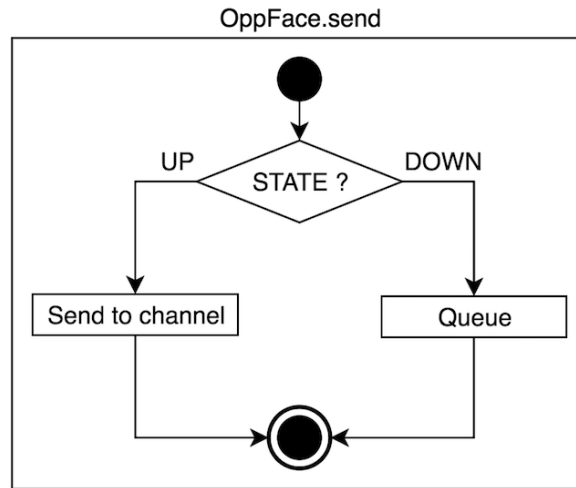 OppFace.send
UP
DOWN
STATE ?
Send to channel
Queue